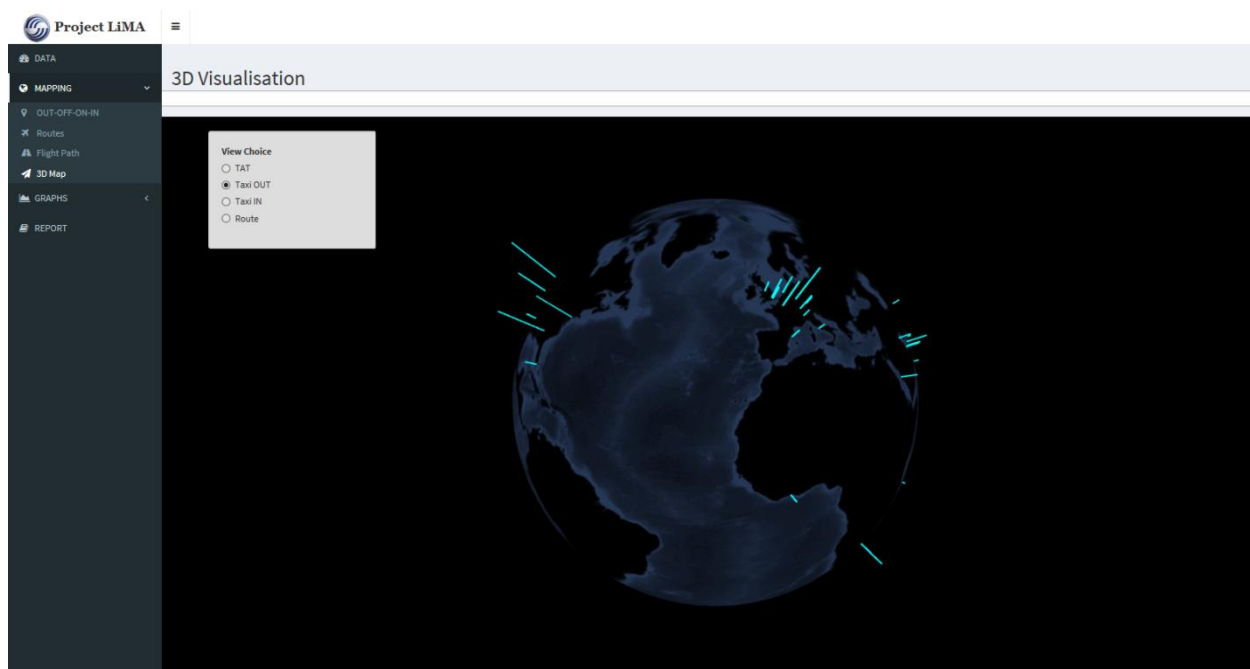 Project LiMA
DATA
MAPPING
OUT-OFF-ON-IN
Routes
Flight Path
3D Map
GRAPHS
REPORT
3D Visualisation
View Choice
TAT
Taxi OUT
Taxi IN
Route